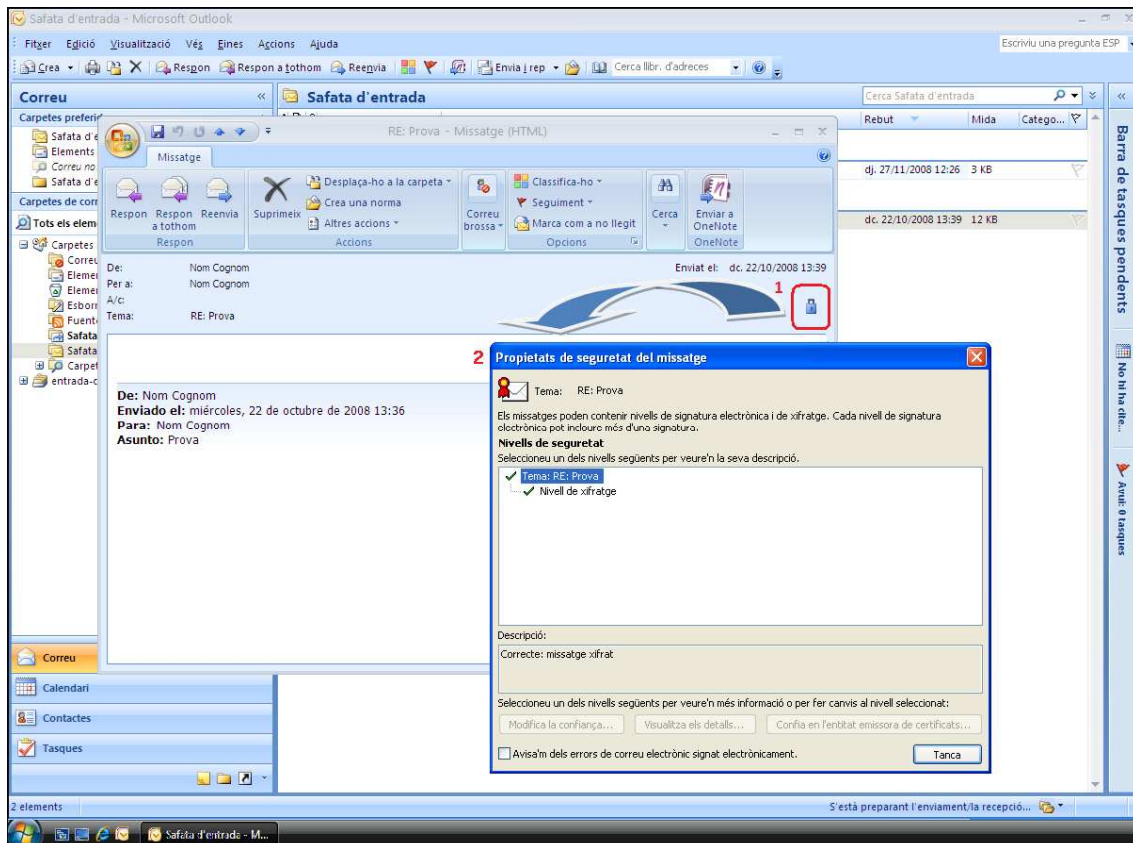 Safata d'entrada - Microsoft Outlook
Fitxer Edició Visualització Vés Eines Accions Ajuda
Escriviu una pregunta ESP
Crea Respon Respon a tothom Reenvia Envia i rep Cerca llibr. d'adreces
Correu «
Safata d'entrada
Cerca Safata d'entrada
Carpetes
Safata
Elements
Correu no
Safata
Carpetes de
Tots els
Carpetes
Safata
Safata
Rebut Mida Catego...
dj. 27/11/2008 12:26 3 KB
dc. 22/10/2008 13:39 12 KB
RE: Prova - Missatge (HTML)
Missatge
Respon
Respon a tothom
Reenvia
Respon
Suprimeix
Desplaça-ho a la carpeta
Crea una norma
Altres accions
Accions
Correu brossa
Classifica-ho
Seguiment
Marca com a no llegit
Opcions
Cerca
Enviar a OneNote
OneNote
De: Nom Cognom
Enviat el: dc. 22/10/2008 13:39
Per a: Nom Cognom
A/c:
Tema: RE: Prova
1
De: Nom Cognom
Enviado el: miércoles, 22 de octubre de 2008 13:36
Para: Nom Cognom
Asunto: Prova
2
Propietats de seguretat del missatge
Tema: RE: Prova
Els missatges poden contenir nivells de signatura electrònica i de xifratge. Cada nivell de signatura
electrònica pot incloure més d'una signatura.
Nivells de seguretat
Seleccioneu un dels nivells següents per veure'n la seva descripció.
Tema: RE: Prova
Nivell de xifratge
Descripció:
Correcte: missatge xifrat
Seleccioneu un dels nivells següents per veure'n més informació o per fer canvis al nivell seleccionat:
Modifica la confiança... Visualitza els detalls... Confia en l'entitat emissora de certificats...
Avisa'm dels errors de correu electrònic signat electrònicament.
Tanca
Correu
Calendari
Contactes
Tasques
«
Barra de tasques pendents
No hi ha cite...
Avui: 0 tasques
2 elements
S'està preparant l'enviament/la recepció...
Safata d'entrada - M...